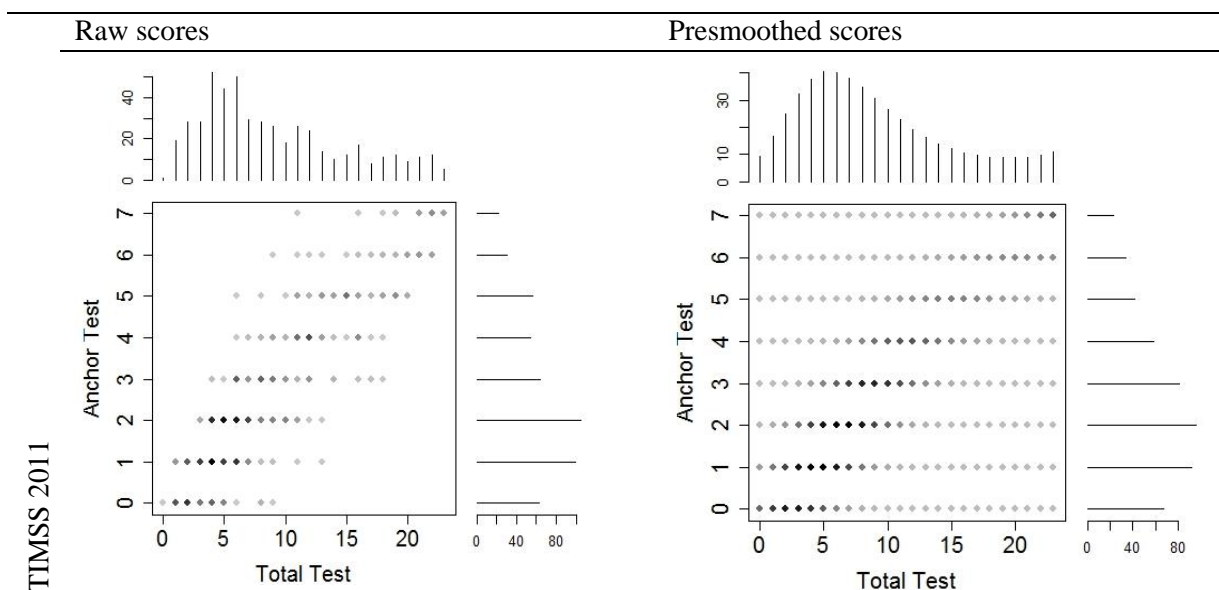 Raw scores
Presmoothed scores
TIMSS 2011
0 20 40
Anchor Test
0 1 2 3 4 5 6 7
0 5 10 15 20
Total Test
0 40 80
0 10 30
Anchor Test
0 1 2 3 4 5 6 7
0 5 10 15 20
Total Test
0 40 80